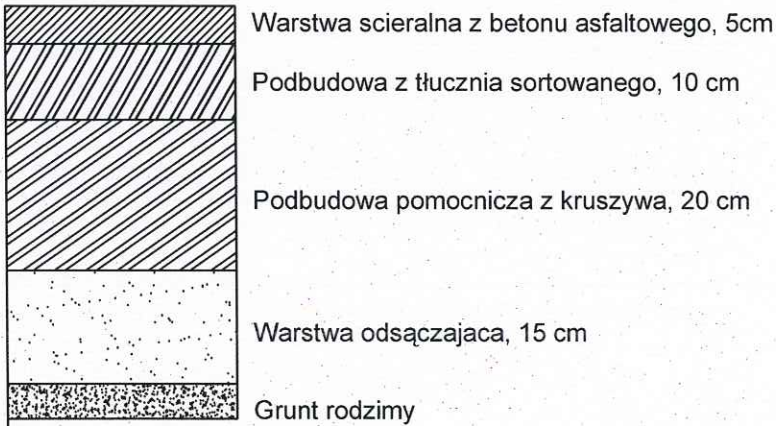 Warstwa scieralna z betonu asfaltowego, 5cm
Podbudowa z tłucznia sortowanego, 10 cm
Podbudowa pomocnicza z kruszywa, 20 cm
Warstwa odsączajaca, 15 cm
Grunt rodzimy